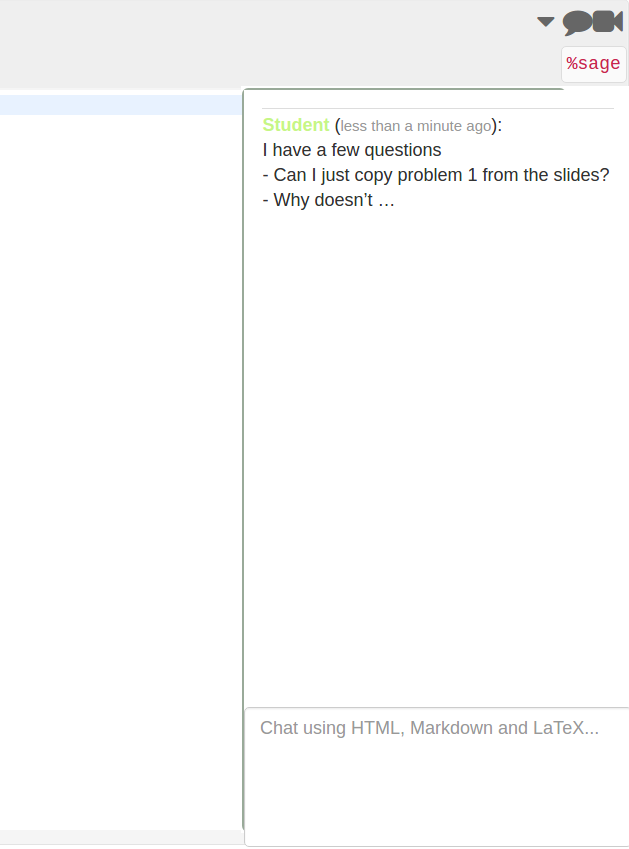 %sage
Student (less than a minute ago):
I have a few questions
- Can I just copy problem 1 from the slides?
- Why doesn’t …
Chat using HTML, Markdown and LaTeX...